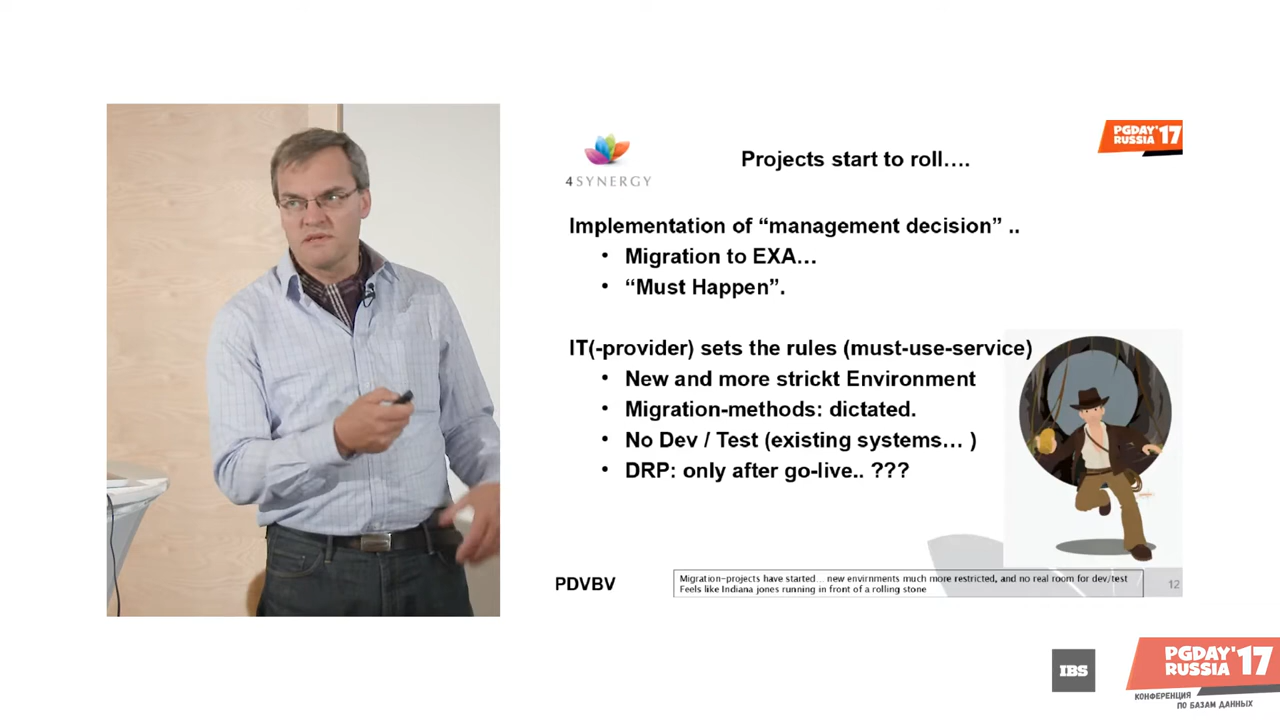 PGDAY'17
RUSSIA
4SYNERGY
Projects start to roll….
Implementation of “management decision” ..
• Migration to EXA…
• “Must Happen”.
IT(-provider) sets the rules (must-use-service)
• New and more strickt Environment
• Migration-methods: dictated.
• No Dev / Test (existing systems… )
• DRP: only after go-live.. ???
PDVBV
Migration-projects have started... new envirnments much more restricted, and no real room for dev/test
Feels like Indiana jones running in front of a rolling stone
12
IBS
PGDAY'17
RUSSIA
КОНФЕРЕНЦИЯ
ПО БАЗАМ ДАННЫХ